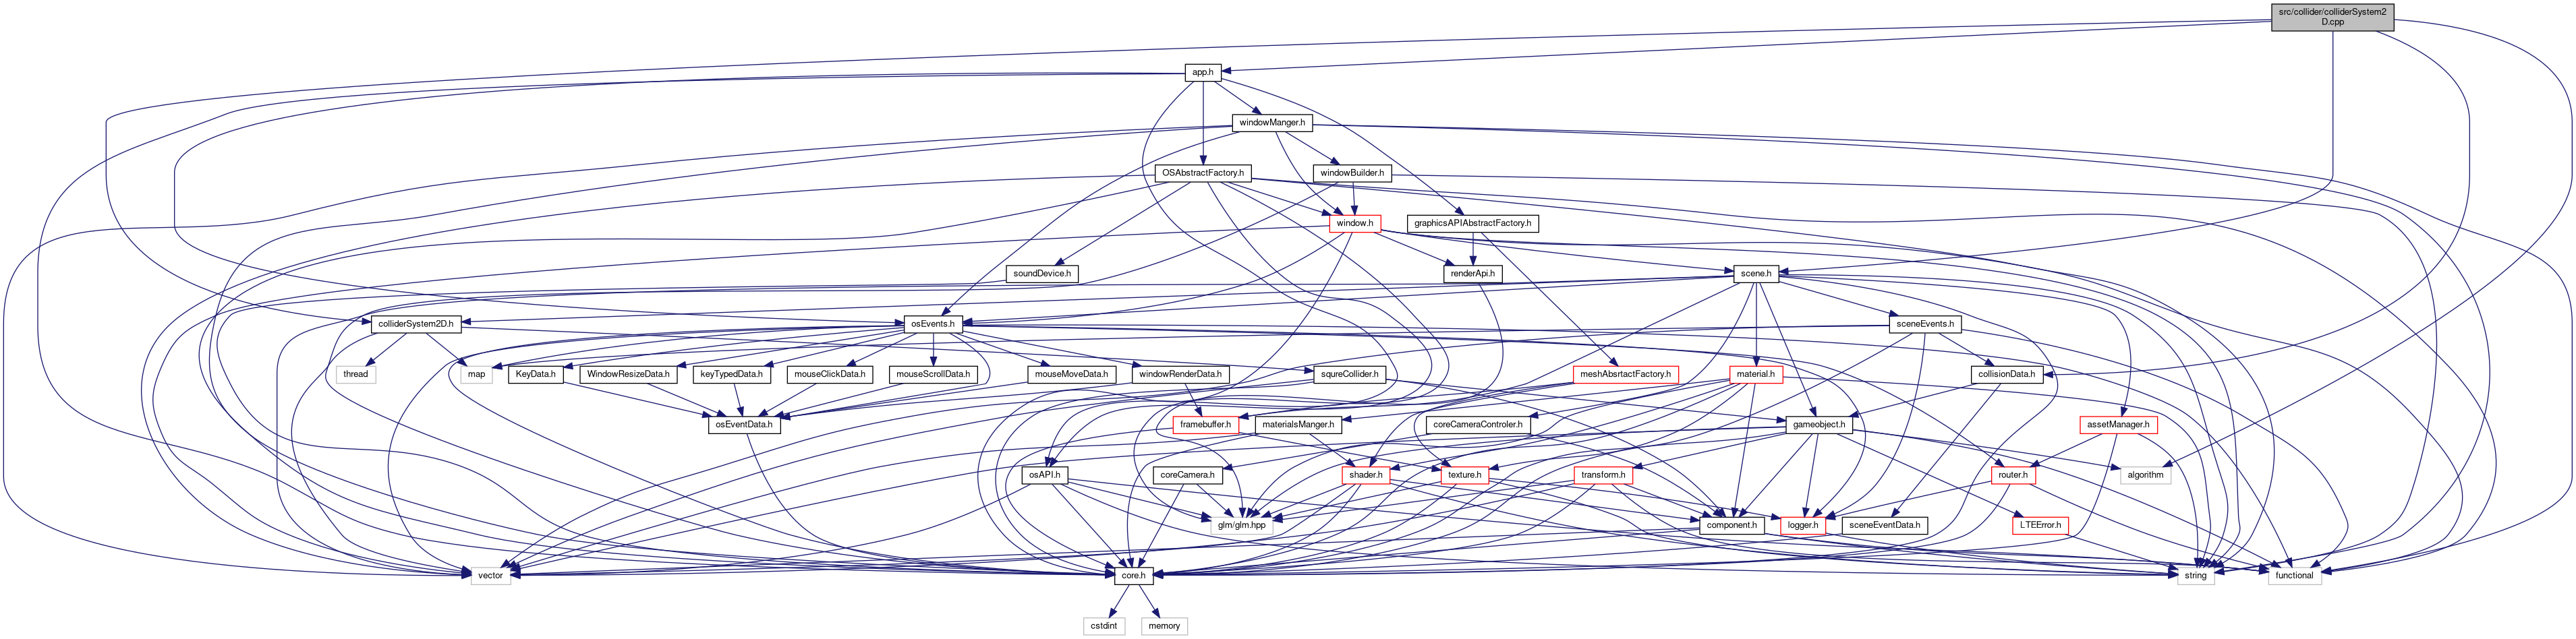 src/collider/colliderSystem2
D.cpp
app.h
windowManger.h
OSAbstractFactory.h
windowBuilder.h
window.h
graphicsAPIAbstractFactory.h
soundDevice.h
renderApi.h
scene.h
colliderSystem2D.h
osEvents.h
sceneEvents.h
thread
map
KeyData.h
WindowResizeData.h
keyTypedData.h
mouseClickData.h
mouseScrollData.h
mouseMoveData.h
windowRenderData.h
squreCollider.h
meshAbsrtactFactory.h
material.h
collisionData.h
osEventData.h
framebuffer.h
materialsManger.h
coreCameraControler.h
gameobject.h
assetManager.h
osAPI.h
coreCamera.h
shader.h
texture.h
transform.h
router.h
algorithm
glm/glm.hpp
component.h
logger.h
sceneEventData.h
LTEError.h
vector
core.h
string
functional
cstdint
memory